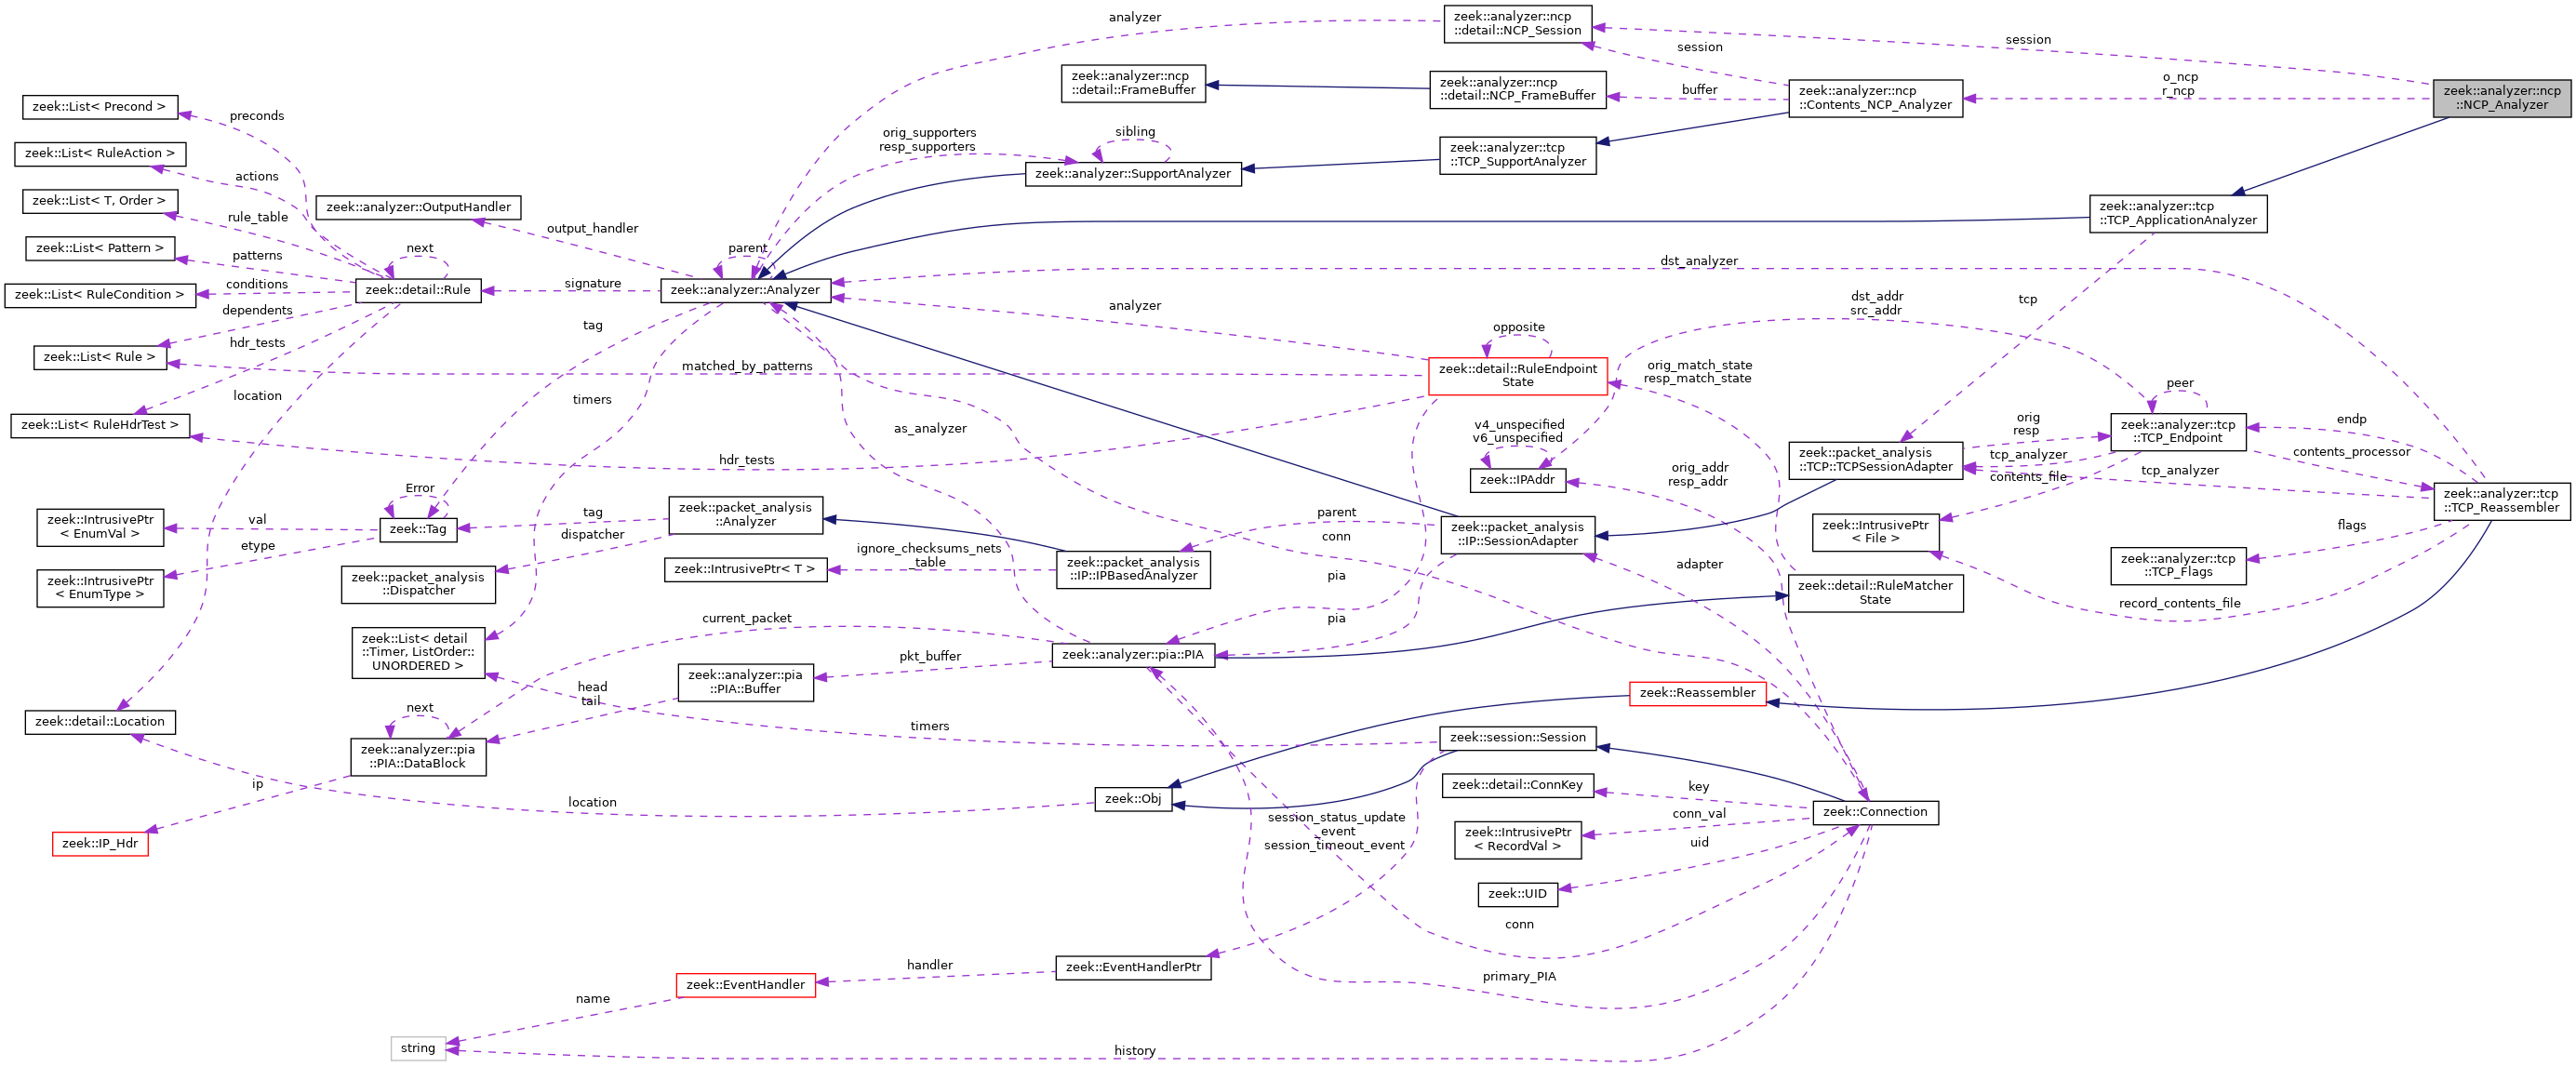 zeek::analyzer::ncp
::detail::NCP_Session
analyzer
session
session
zeek::analyzer::ncp
::detail::FrameBuffer
zeek::analyzer::ncp
::detail::NCP_FrameBuffer
buffer
zeek::analyzer::ncp
::Contents_NCP_Analyzer
o_ncp
r_ncp
zeek::analyzer::ncp
::NCP_Analyzer
zeek::List< Precond >
preconds
zeek::List< RuleAction >
actions
zeek::List< T, Order >
rule_table
zeek::List< Pattern >
patterns
zeek::List< RuleCondition >
conditions
dependents
zeek::List< Rule >
hdr_tests
zeek::List< RuleHdrTest >
location
next
zeek::detail::Rule
zeek::analyzer::OutputHandler
output_handler
signature
orig_supporters
resp_supporters
sibling
zeek::analyzer::SupportAnalyzer
zeek::analyzer::tcp
::TCP_SupportAnalyzer
zeek::analyzer::tcp
::TCP_ApplicationAnalyzer
parent
zeek::analyzer::Analyzer
dst_analyzer
analyzer
tcp
dst_addr
src_addr
opposite
zeek::detail::RuleEndpoint
State
orig_match_state
resp_match_state
matched_by_patterns
tag
timers
as_analyzer
hdr_tests
v4_unspecified
v6_unspecified
zeek::IPAddr
orig_addr
resp_addr
peer
zeek::analyzer::tcp
::TCP_Endpoint
orig
resp
zeek::packet_analysis
::TCP::TCPSessionAdapter
tcp_analyzer
contents_file
endp
contents_processor
tcp_analyzer
zeek::analyzer::tcp
::TCP_Reassembler
zeek::IntrusivePtr
< File >
flags
zeek::analyzer::tcp
::TCP_Flags
record_contents_file
Error
zeek::Tag
zeek::IntrusivePtr
< EnumVal >
val
etype
zeek::IntrusivePtr
< EnumType >
zeek::packet_analysis
::Analyzer
tag
dispatcher
zeek::packet_analysis
::Dispatcher
zeek::IntrusivePtr< T >
ignore_checksums_nets
_table
zeek::packet_analysis
::IP::IPBasedAnalyzer
parent
conn
zeek::packet_analysis
::IP::SessionAdapter
adapter
pia
pia
zeek::detail::RuleMatcher
State
zeek::List< detail
::Timer, ListOrder::
UNORDERED >
current_packet
zeek::analyzer::pia::PIA
pkt_buffer
zeek::analyzer::pia
::PIA::Buffer
head
tail
zeek::Reassembler
zeek::detail::Location
next
zeek::analyzer::pia
::PIA::DataBlock
timers
zeek::session::Session
ip
location
zeek::Obj
zeek::detail::ConnKey
key
zeek::Connection
zeek::IP_Hdr
session_status_update
_event
session_timeout_event
zeek::IntrusivePtr
< RecordVal >
conn_val
uid
zeek::UID
conn
handler
zeek::EventHandlerPtr
zeek::EventHandler
primary_PIA
name
string
history